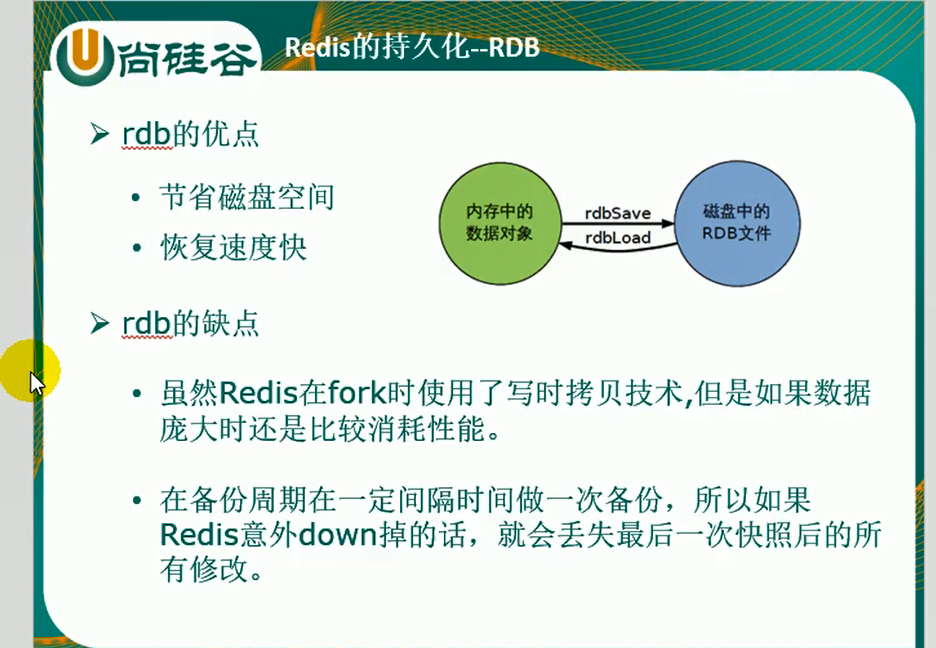 尚硅谷
Redis的持久化--RDB
rdb的优点
节省磁盘空间
恢复速度快
内存中的
数据对象
rdbSave
rdbLoad
磁盘中的
RDB文件
rdb的缺点
虽然Redis在fork时使用了写时拷贝技术,但是如果数据
庞大时还是比较消耗性能。
在备份周期在一定间隔时间做一次备份，所以如果
Redis意外down掉的话，就会丢失最后一次快照后的所
有修改。